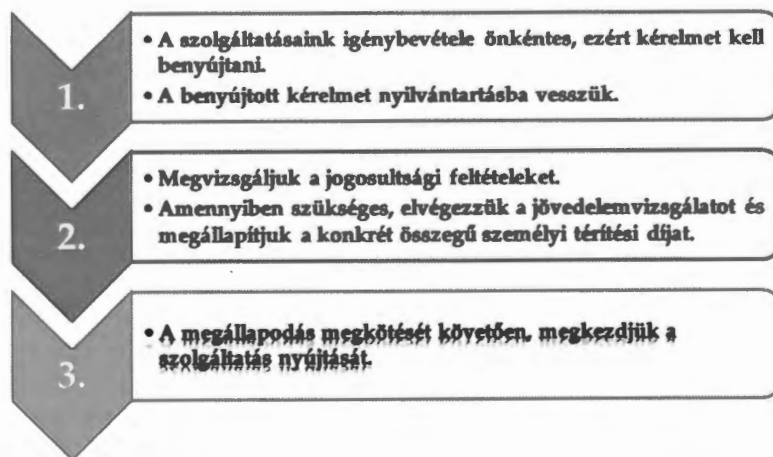 1.
• A szolgáltatásaink igénybevétele önkéntes, ezért kérelmet kell
benyújtani.
• A benyújtott kérelmet nyilvántartásba vesszük.
2.
• Megvizsgáljuk a jogosultsági feltételeket.
• Amennyiben szükséges, elvégezzük a jövedelemvizsgálatot és
megállapítjuk a konkrét összegű személyi térítési díjat.
3.
• A megállapodás megkötését követően, megkezdjük a
szolgáltatás nyújtását.